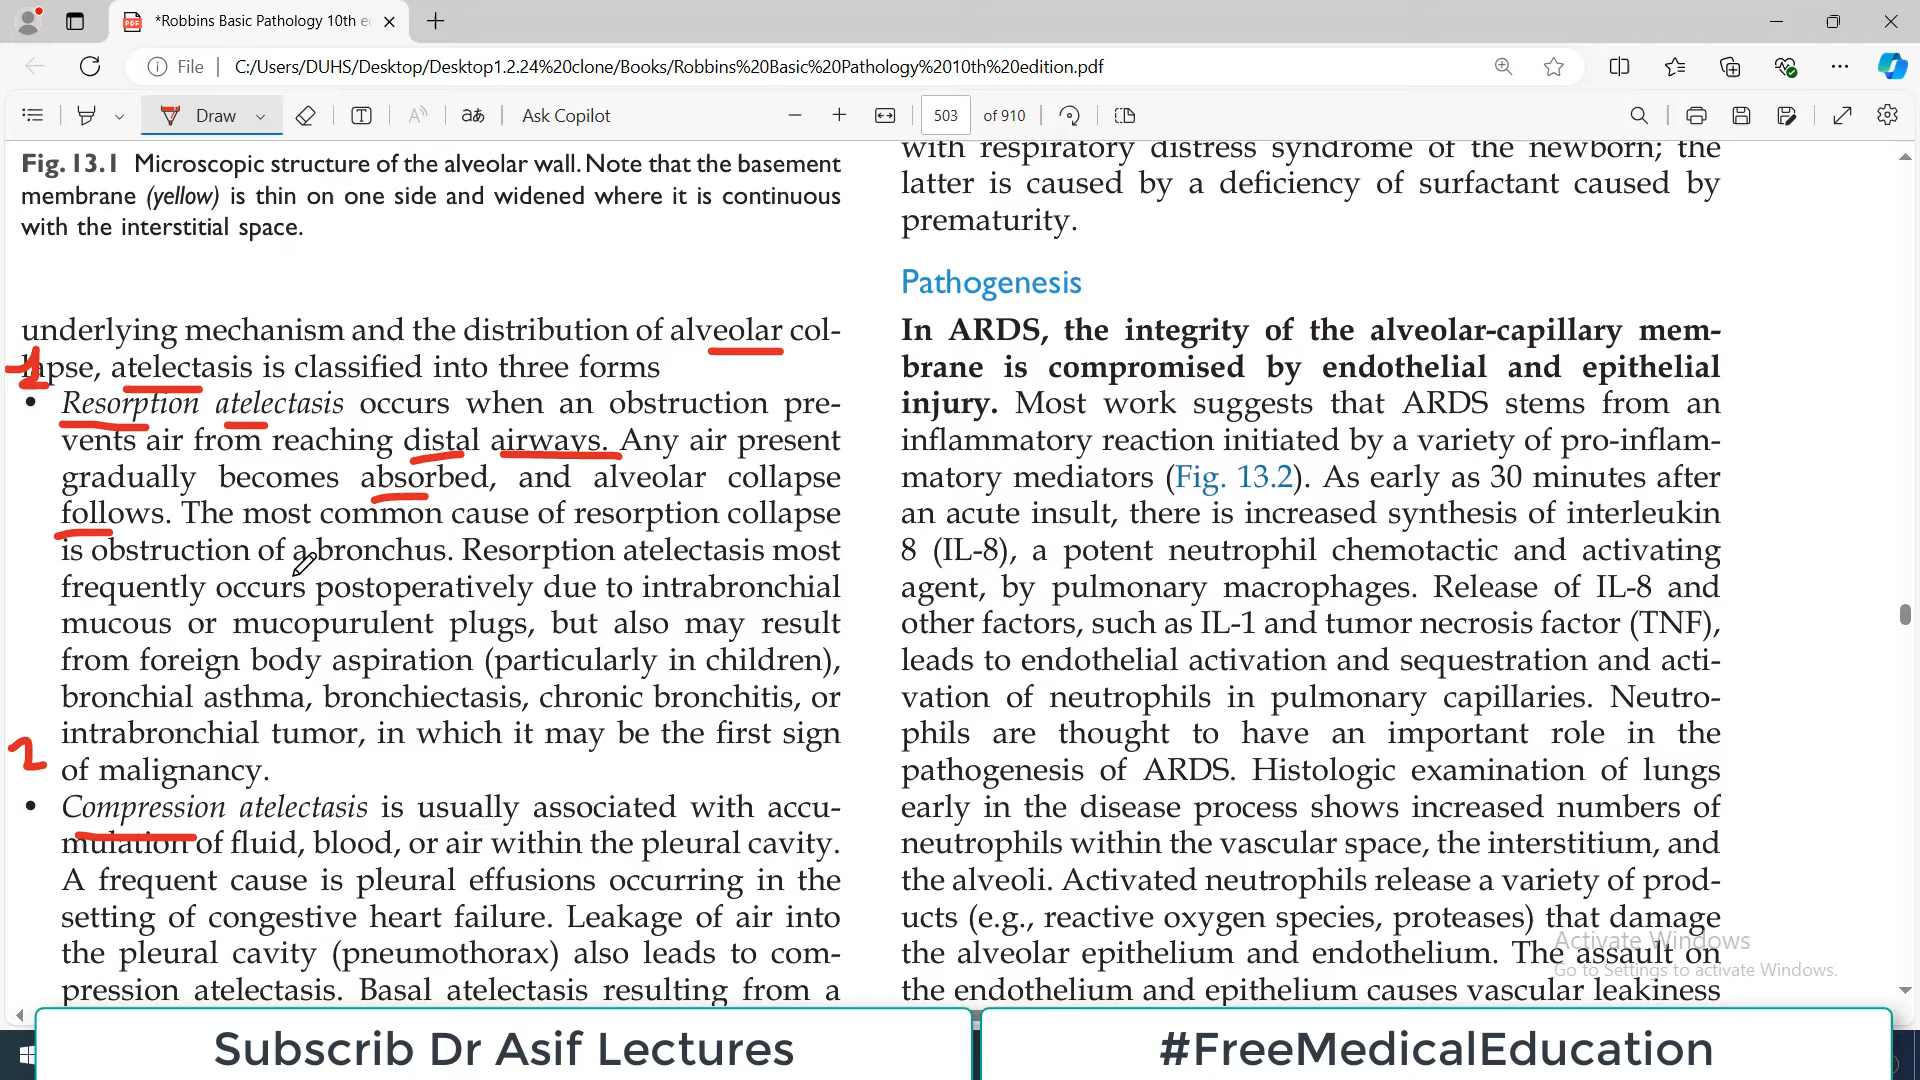 *Robbins Basic Pathology 10th e
File
C:/Users/DUHS/Desktop/Desktop1.2.24%20clone/Books/Robbins%20Basic%20Pathology%2010th%20edition.pdf
Draw
T
aあ
Ask Copilot
503 of 910
Fig. 13.1 Microscopic structure of the alveolar wall. Note that the basement
membrane (yellow) is thin on one side and widened where it is continuous
with the interstitial space.
underlying mechanism and the distribution of alveolar col-
lapse, atelectasis is classified into three forms
1
• Resorption atelectasis occurs when an obstruction pre-
vents air from reaching distal airways. Any air present
gradually becomes absorbed, and alveolar collapse
follows. The most common cause of resorption collapse
is obstruction of a bronchus. Resorption atelectasis most
frequently occurs postoperatively due to intrabronchial
mucous or mucopurulent plugs, but also may result
from foreign body aspiration (particularly in children),
bronchial asthma, bronchiectasis, chronic bronchitis, or
intrabronchial tumor, in which it may be the first sign
of malignancy.
2
• Compression atelectasis is usually associated with accu-
mulation of fluid, blood, or air within the pleural cavity.
A frequent cause is pleural effusions occurring in the
setting of congestive heart failure. Leakage of air into
the pleural cavity (pneumothorax) also leads to com-
pression atelectasis. Basal atelectasis resulting from a
with respiratory distress syndrome of the newborn; the
latter is caused by a deficiency of surfactant caused by
prematurity.
Pathogenesis
In ARDS, the integrity of the alveolar-capillary mem-
brane is compromised by endothelial and epithelial
injury. Most work suggests that ARDS stems from an
inflammatory reaction initiated by a variety of pro-inflam-
matory mediators (Fig. 13.2). As early as 30 minutes after
an acute insult, there is increased synthesis of interleukin
8 (IL-8), a potent neutrophil chemotactic and activating
agent, by pulmonary macrophages. Release of IL-8 and
other factors, such as IL-1 and tumor necrosis factor (TNF),
leads to endothelial activation and sequestration and acti-
vation of neutrophils in pulmonary capillaries. Neutro-
phils are thought to have an important role in the
pathogenesis of ARDS. Histologic examination of lungs
early in the disease process shows increased numbers of
neutrophils within the vascular space, the interstitium, and
the alveoli. Activated neutrophils release a variety of prod-
ucts (e.g., reactive oxygen species, proteases) that damage
the alveolar epithelium and endothelium. The assault on
the endothelium and epithelium causes vascular leakiness
Activate Windows
Go to Settings to activate Windows.
Subscrib Dr Asif Lectures
#FreeMedicalEducation